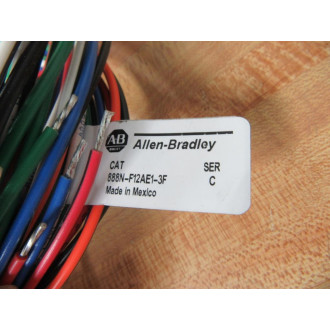 AB
Allen-Bradley
CAT SER
888N-F12AE1-3F C
Made in Mexico